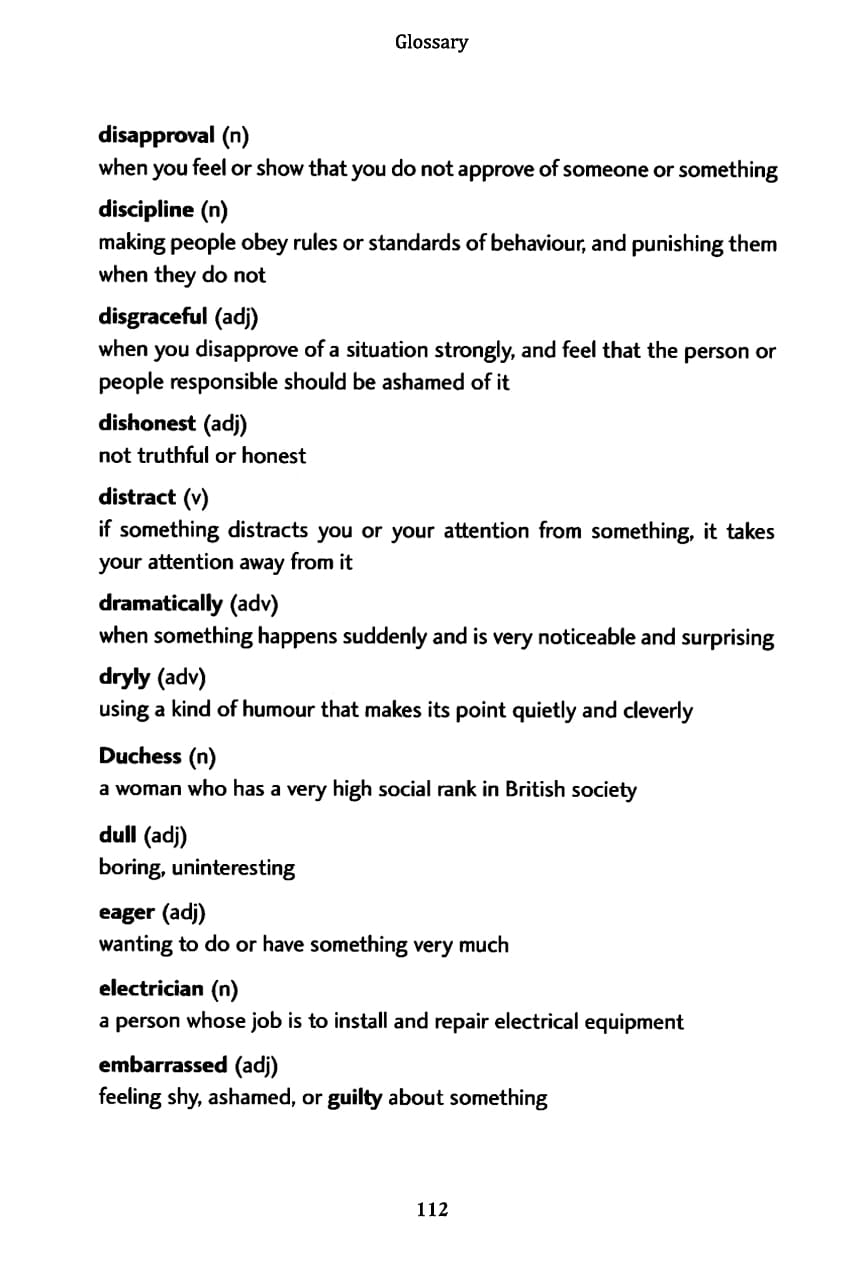 Glossary
disapproval (n)
when you feel or show that you do not approve of someone or something
discipline (n)
making people obey rules or standards of behaviour, and punishing them
when they do not
disgraceful (adj)
when you disapprove of a situation strongly, and feel that the person or
people responsible should be ashamed of it
dishonest (adj)
not truthful or honest
distract (v)
if something distracts you or your attention from something, it takes
your attention away from it
dramatically (adv)
when something happens suddenly and is very noticeable and surprising
dryly (adv)
using a kind of humour that makes its point quietly and cleverly
Duchess (n)
a woman who has a very high social rank in British society
dull (adj)
boring, uninteresting
eager (adj)
wanting to do or have something very much
electrician (n)
a person whose job is to install and repair electrical equipment
embarrassed (adj)
feeling shy, ashamed, or guilty about something
112